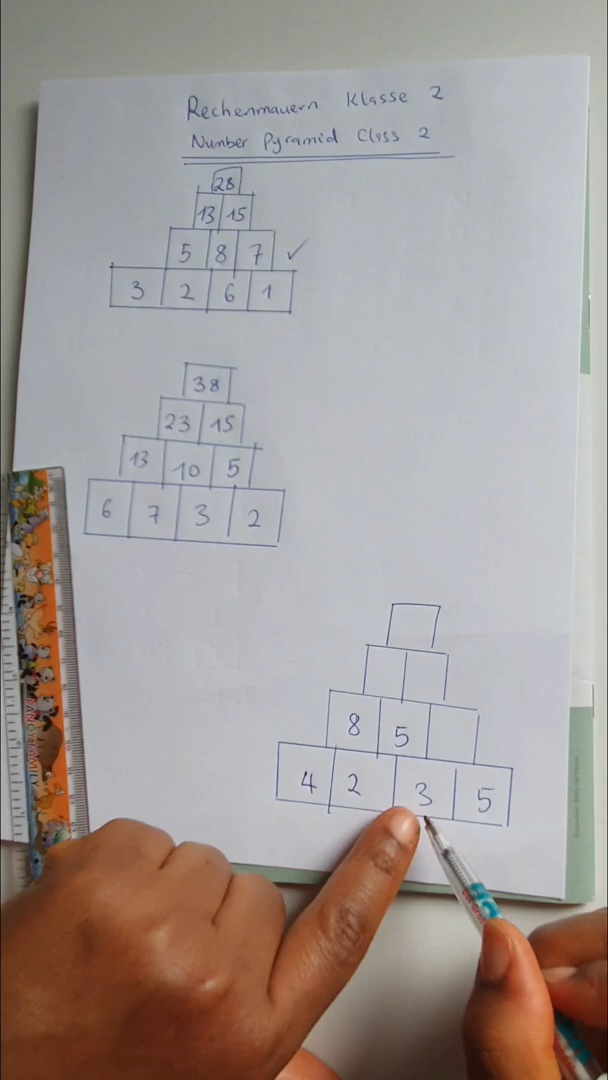 Rechenmauern Klasse 2
Number Pyramid Class 2
28
13 15
5 8 7 ✓
3 2 6 1
38
23 15
13 10 5
6 7 3 2
8 5
4 2 3 5